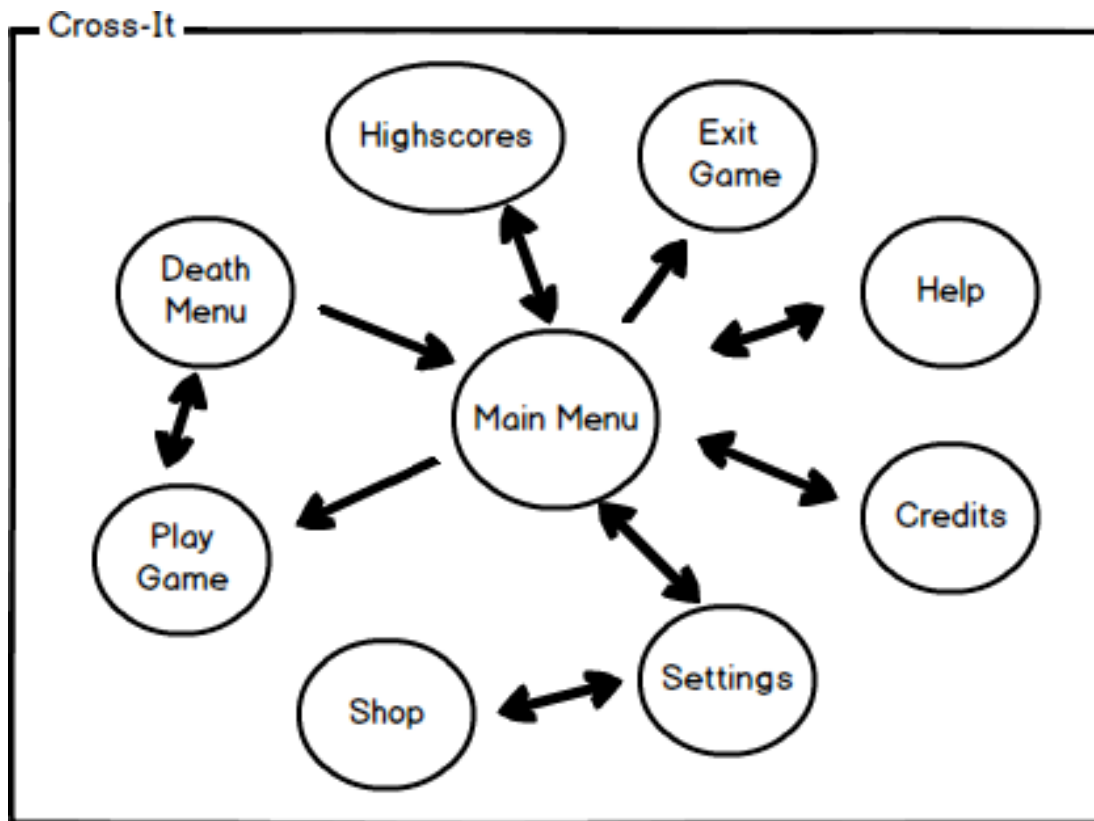 Cross-It
Highscores
Exit
Game
Death
Menu
Help
Main Menu
Credits
Play
Game
Settings
Shop